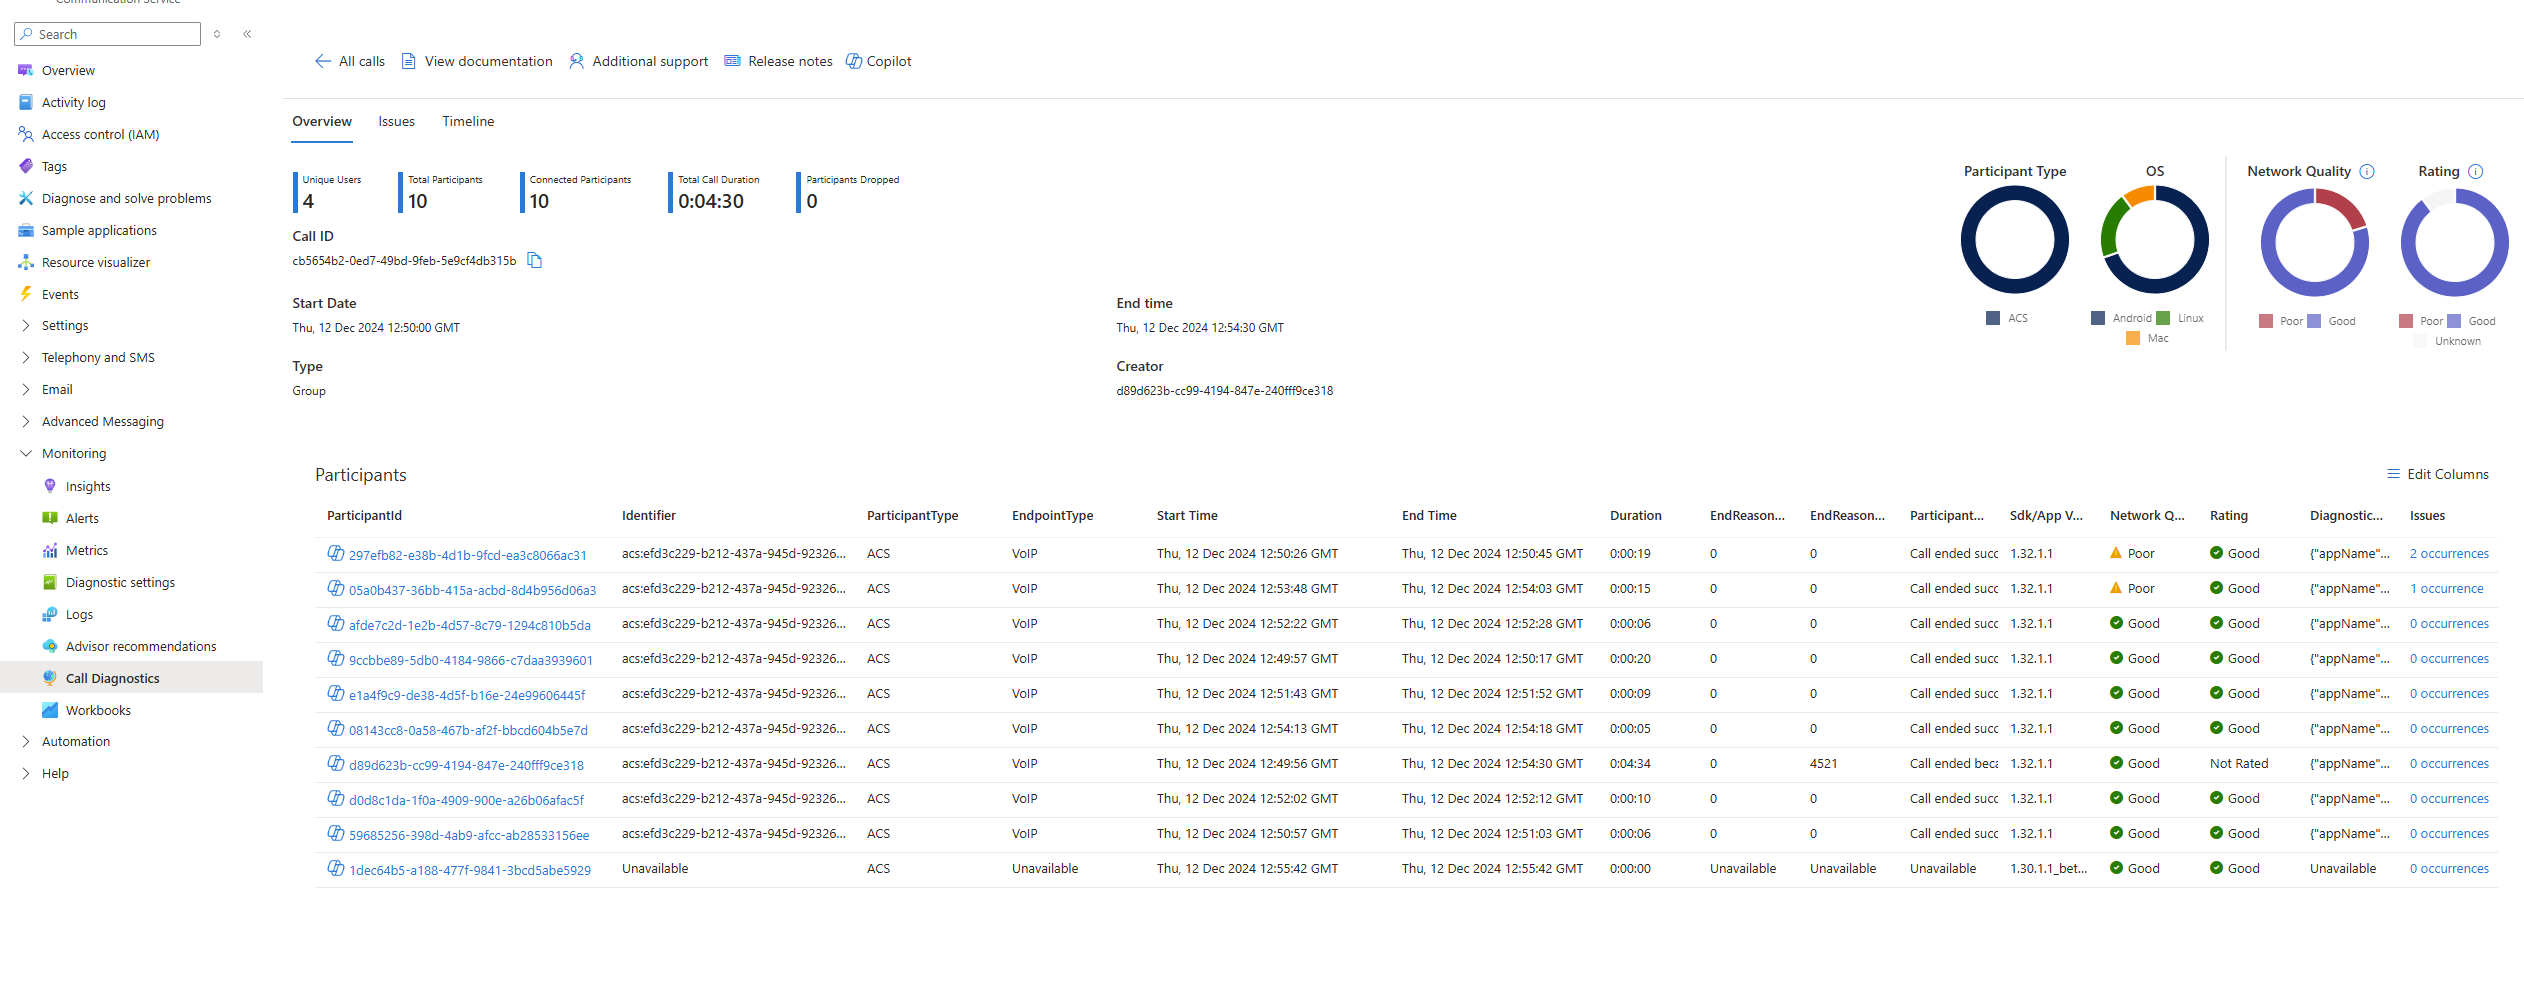 Communication Service
Search
Overview
Activity log
Access control (IAM)
Tags
Diagnose and solve problems
Sample applications
Resource visualizer
Events
Settings
Telephony and SMS
Email
Advanced Messaging
Monitoring
Insights
Alerts
Metrics
Diagnostic settings
Logs
Advisor recommendations
Call Diagnostics
Workbooks
Automation
Help
All calls View documentation Additional support Release notes Copilot
Overview Issues Timeline
Unique Users
4
Total Participants
10
Connected Participants
10
Total Call Duration
0:04:30
Participants Dropped
0
Call ID
cb5654b2-0ed7-49bd-9feb-5e9cf4db315b
Start Date
Thu, 12 Dec 2024 12:50:00 GMT
End time
Thu, 12 Dec 2024 12:54:30 GMT
Type
Group
Creator
d89d623b-cc99-4194-847e-240fff9ce318
Participant Type
ACS
OS
Android Linux
Mac
Network Quality
Poor Good
Rating
Poor Good
Unknown
Participants
Edit Columns
ParticipantId Identifier ParticipantType EndpointType Start Time End Time Duration EndReason... EndReason... Participant... Sdk/App V... Network Q... Rating Diagnostic... Issues
297efb82-e38b-4d1b-9fcd-ea3c8066ac31 acs:efd3c229-b212-437a-945d-92326... ACS VoIP Thu, 12 Dec 2024 12:50:26 GMT Thu, 12 Dec 2024 12:50:45 GMT 0:00:19 0 0 Call ended succ 1.32.1.1 Poor Good {"appName"... 2 occurrences
05a0b437-36bb-415a-acbd-8d4b956d06a3 acs:efd3c229-b212-437a-945d-92326... ACS VoIP Thu, 12 Dec 2024 12:53:48 GMT Thu, 12 Dec 2024 12:54:03 GMT 0:00:15 0 0 Call ended succ 1.32.1.1 Poor Good {"appName"... 1 occurrence
afde7c2d-1e2b-4d57-8c79-1294c810b5da acs:efd3c229-b212-437a-945d-92326... ACS VoIP Thu, 12 Dec 2024 12:52:22 GMT Thu, 12 Dec 2024 12:52:28 GMT 0:00:06 0 0 Call ended succ 1.32.1.1 Good Good {"appName"... 0 occurrences
9ccbbe89-5db0-4184-9866-c7daa3939601 acs:efd3c229-b212-437a-945d-92326... ACS VoIP Thu, 12 Dec 2024 12:49:57 GMT Thu, 12 Dec 2024 12:50:17 GMT 0:00:20 0 0 Call ended succ 1.32.1.1 Good Good {"appName"... 0 occurrences
e1a4f9c9-de38-4d5f-b16e-24e99606445f acs:efd3c229-b212-437a-945d-92326... ACS VoIP Thu, 12 Dec 2024 12:51:43 GMT Thu, 12 Dec 2024 12:51:52 GMT 0:00:09 0 0 Call ended succ 1.32.1.1 Good Good {"appName"... 0 occurrences
08143cc8-0a58-467b-af2f-bbcd604b5e7d acs:efd3c229-b212-437a-945d-92326... ACS VoIP Thu, 12 Dec 2024 12:54:13 GMT Thu, 12 Dec 2024 12:54:18 GMT 0:00:05 0 0 Call ended succ 1.32.1.1 Good Good {"appName"... 0 occurrences
d89d623b-cc99-4194-847e-240fff9ce318 acs:efd3c229-b212-437a-945d-92326... ACS VoIP Thu, 12 Dec 2024 12:49:56 GMT Thu, 12 Dec 2024 12:54:30 GMT 0:04:34 0 4521 Call ended beca 1.32.1.1 Good Not Rated {"appName"... 0 occurrences
d0d8c1da-1f0a-4909-900e-a26b06afac5f acs:efd3c229-b212-437a-945d-92326... ACS VoIP Thu, 12 Dec 2024 12:52:02 GMT Thu, 12 Dec 2024 12:52:12 GMT 0:00:10 0 0 Call ended succ 1.32.1.1 Good Good {"appName"... 0 occurrences
59685256-398d-4ab9-afcc-ab28533156ee acs:efd3c229-b212-437a-945d-92326... ACS VoIP Thu, 12 Dec 2024 12:50:57 GMT Thu, 12 Dec 2024 12:51:03 GMT 0:00:06 0 0 Call ended succ 1.32.1.1 Good Good {"appName"... 0 occurrences
1dec64b5-a188-477f-9841-3bcd5abe5929 Unavailable ACS Unavailable Thu, 12 Dec 2024 12:55:42 GMT Thu, 12 Dec 2024 12:55:42 GMT 0:00:00 Unavailable Unavailable Unavailable 1.30.1.1_bet... Good Good Unavailable 0 occurrences